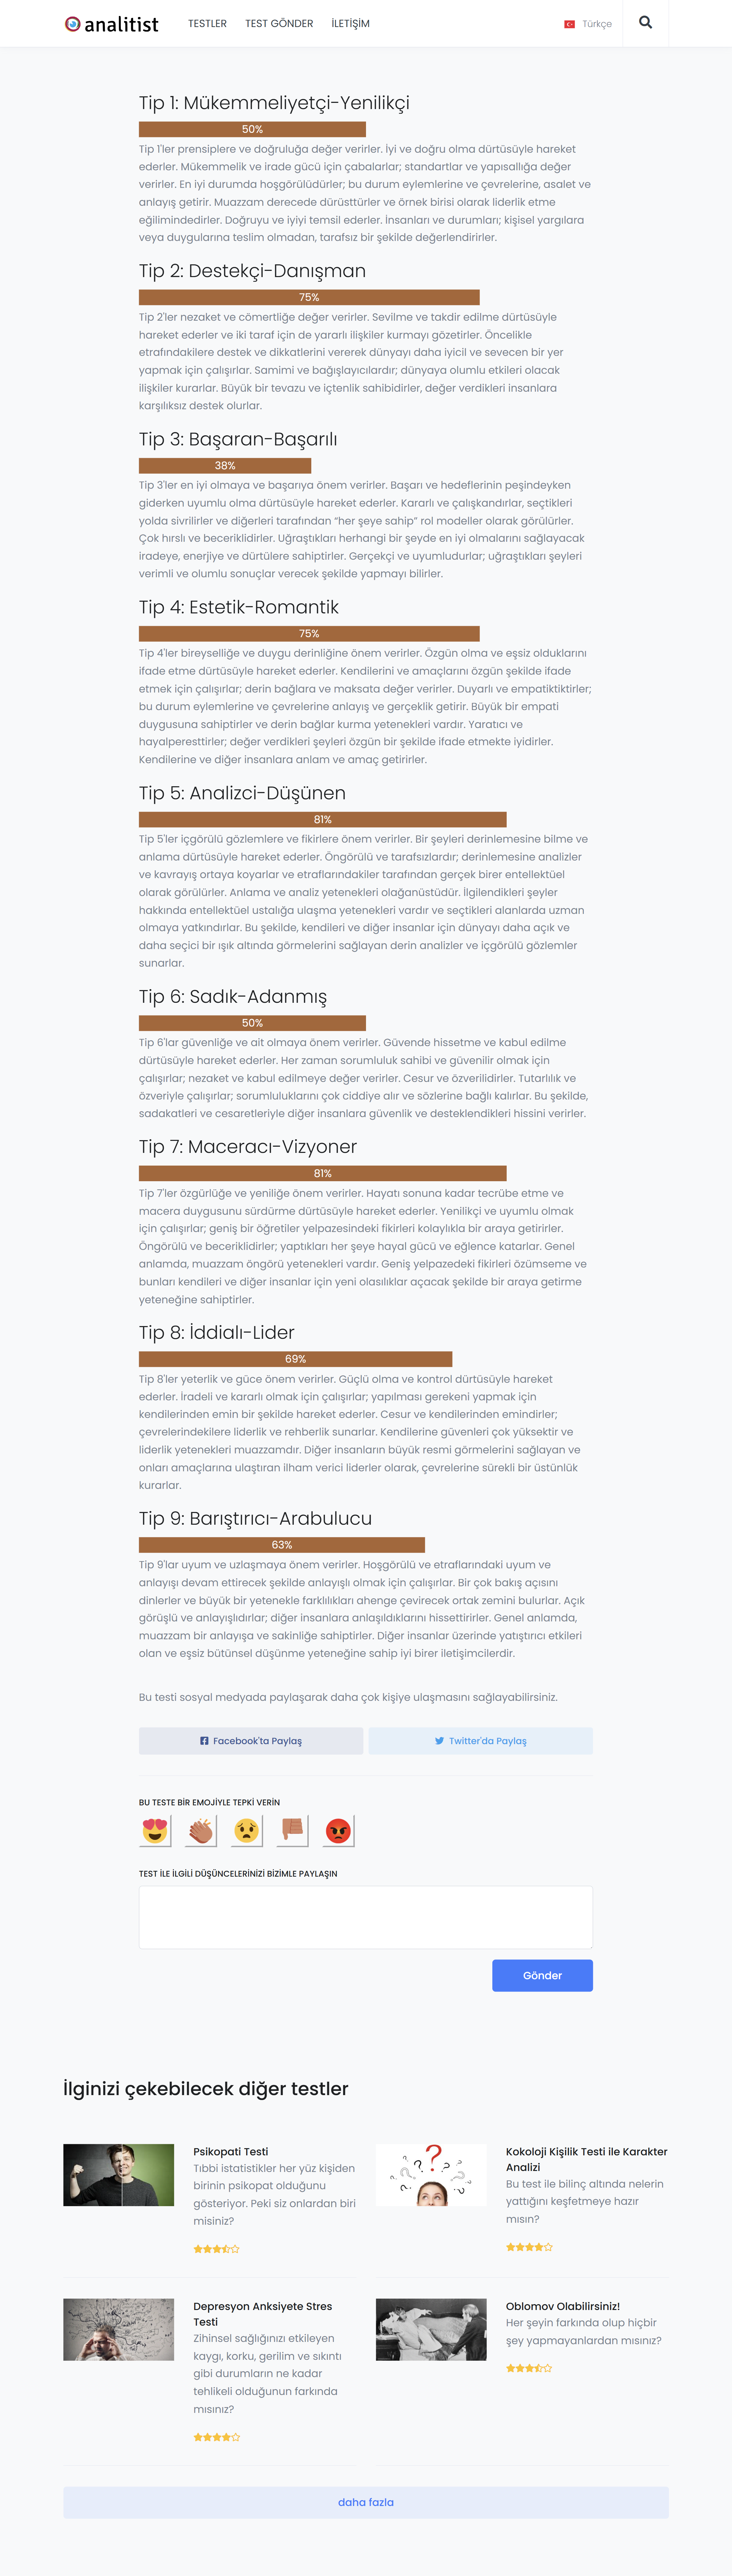 analitist TESTLER TEST GÖNDER İLETİŞİM Türkçe
Tip 1: Mükemmeliyetçi-Yenilikçi
50%
Tip 1'ler prensiplere ve doğruluğa değer verirler. İyi ve doğru olma dürtüsüyle hareket
ederler. Mükemmelik ve irade gücü için çabalarlar; standartlar ve yapısallığa değer
verirler. En iyi durumda hoşgörülüdürler; bu durum eylemlerine ve çevrelerine, asalet ve
anlayış getirir. Muazzam derecede dürüsttürler ve örnek birisi olarak liderlik etme
eğilimindedirler. Doğruyu ve iyiyi temsil ederler. İnsanları ve durumları; kişisel yargılara
veya duygularına teslim olmadan, tarafsız bir şekilde değerlendirirler.
Tip 2: Destekçi-Danışman
75%
Tip 2'ler nezaket ve cömertliğe değer verirler. Sevilme ve takdir edilme dürtüsüyle
hareket ederler ve iki taraf için de yararlı ilişkiler kurmayı gözetirler. Öncelikle
etrafındakilere destek ve dikkatlerini vererek dünyayı daha iyicil ve sevecen bir yer
yapmak için çalışırlar. Samimi ve bağışlayıcılardır; dünyaya olumlu etkileri olacak
ilişkiler kurarlar. Büyük bir tevazu ve içtenlik sahibidirler, değer verdikleri insanlara
karşılıksız destek olurlar.
Tip 3: Başaran-Başarılı
38%
Tip 3'ler en iyi olmaya ve başarıya önem verirler. Başarı ve hedeflerinin peşindeyken
giderken uyumlu olma dürtüsüyle hareket ederler. Kararlı ve çalışkandırlar, seçtikleri
yolda sivrilirler ve diğerleri tarafından “her şeye sahip” rol modeller olarak görülürler.
Çok hırslı ve beceriklidirler. Uğraştıkları herhangi bir şeyde en iyi olmalarını sağlayacak
iradeye, enerjiye ve dürtülere sahiptirler. Gerçekçi ve uyumludurlar; uğraştıkları şeyleri
verimli ve olumlu sonuçlar verecek şekilde yapmayı bilirler.
Tip 4: Estetik-Romantik
75%
Tip 4'ler bireyselliğe ve duygu derinliğine önem verirler. Özgün olma ve eşsiz olduklarını
ifade etme dürtüsüyle hareket ederler. Kendilerini ve amaçlarını özgün şekilde ifade
etmek için çalışırlar; derin bağlara ve maksata değer verirler. Duyarlı ve empatiktiktirler;
bu durum eylemlerine ve çevrelerine anlayış ve gerçeklik getirir. Büyük bir empati
duygusuna sahiptirler ve derin bağlar kurma yetenekleri vardır. Yaratıcı ve
hayalperesttirler; değer verdikleri şeyleri özgün bir şekilde ifade etmekte iyidirler.
Kendilerine ve diğer insanlara anlam ve amaç getirirler.
Tip 5: Analizci-Düşünen
81%
Tip 5'ler içgörülü gözlemlere ve fikirlere önem verirler. Bir şeyleri derinlemesine bilme ve
anlama dürtüsüyle hareket ederler. Öngörülü ve tarafsızlardır; derinlemesine analizler
ve kavrayış ortaya koyarlar ve etraflarındakiler tarafından gerçek birer entellektüel
olarak görülürler. Anlama ve analiz yetenekleri olağanüstüdür. İlgilendikleri şeyler
hakkında entellektüel ustalığa ulaşma yetenekleri vardır ve seçtikleri alanlarda uzman
olmaya yatkındırlar. Bu şekilde, kendileri ve diğer insanlar için dünyayı daha açık ve
daha seçici bir ışık altında görmelerini sağlayan derin analizler ve içgörülü gözlemler
sunarlar.
Tip 6: Sadık-Adanmış
50%
Tip 6'lar güvenliğe ve ait olmaya önem verirler. Güvende hissetme ve kabul edilme
dürtüsüyle hareket ederler. Her zaman sorumluluk sahibi ve güvenilir olmak için
çalışırlar; nezaket ve kabul edilmeye değer verirler. Cesur ve özverilidirler. Tutarlılık ve
özveriyle çalışırlar; sorumluluklarını çok ciddiye alır ve sözlerine bağlı kalırlar. Bu şekilde,
sadakatleri ve cesaretleriyle diğer insanlara güvenlik ve desteklendikleri hissini verirler.
Tip 7: Maceracı-Vizyoner
81%
Tip 7'ler özgürlüğe ve yeniliğe önem verirler. Hayatı sonuna kadar tecrübe etme ve
macera duygusunu sürdürme dürtüsüyle hareket ederler. Yenilikçi ve uyumlu olmak
için çalışırlar; geniş bir öğretiler yelpazesindeki fikirleri kolaylıkla bir araya getirirler.
Öngörülü ve beceriklidirler; yaptıkları her şeye hayal gücü ve eğlence katarlar. Genel
anlamda, muazzam öngörü yetenekleri vardır. Geniş yelpazedeki fikirleri özümseme ve
bunları kendileri ve diğer insanlar için yeni olasılıklar açacak şekilde bir araya getirme
yeteneğine sahiptirler.
Tip 8: İddialı-Lider
69%
Tip 8'ler yeterlik ve güce önem verirler. Güçlü olma ve kontrol dürtüsüyle hareket
ederler. İradeli ve kararlı olmak için çalışırlar; yapılması gerekeni yapmak için
kendilerinden emin bir şekilde hareket ederler. Cesur ve kendilerinden emindirler;
çevrelerindekilere liderlik ve rehberlik sunarlar. Kendilerine güvenleri çok yüksektir ve
liderlik yetenekleri muazzamdır. Diğer insanların büyük resmi görmelerini sağlayan ve
onları amaçlarına ulaştıran ilham verici liderler olarak, çevrelerine sürekli bir üstünlük
kurarlar.
Tip 9: Barıştırıcı-Arabulucu
63%
Tip 9'lar uyum ve uzlaşmaya önem verirler. Hoşgörülü ve etraflarındaki uyum ve
anlayışı devam ettirecek şekilde anlayışlı olmak için çalışırlar. Bir çok bakış açısını
dinlerler ve büyük bir yetenekle farklılıkları ahenge çevirecek ortak zemini bulurlar. Açık
görüşlü ve anlayışlıdırlar; diğer insanlara anlaşıldıklarını hissettirirler. Genel anlamda,
muazzam bir anlayışa ve sakinliğe sahiptirler. Diğer insanlar üzerinde yatıştırıcı etkileri
olan ve eşsiz bütünsel düşünme yeteneğine sahip iyi birer iletişimcilerdir.
Bu testi sosyal medyada paylaşarak daha çok kişiye ulaşmasını sağlayabilirsiniz.
Facebook'ta Paylaş Twitter'da Paylaş
BU TESTE BİR EMOJİYLE TEPKİ VERİN
TEST İLE İLGİLİ DÜŞÜNCELERİNİZİ BİZİMLE PAYLAŞIN
Gönder
İlginizi çekebilecek diğer testler
Psikopati Testi
Tıbbi istatistikler her yüz kişiden
birinin psikopat olduğunu
gösteriyor. Peki siz onlardan biri
misiniz?
Kokoloji Kişilik Testi ile Karakter
Analizi
Bu test ile bilinç altında nelerin
yattığını keşfetmeye hazır
mısın?
Depresyon Anksiyete Stres
Testi
Zihinsel sağlığınızı etkileyen
kaygı, korku, gerilim ve sıkıntı
gibi durumların ne kadar
tehlikeli olduğunun farkında
mısınız?
Oblomov Olabilirsiniz!
Her şeyin farkında olup hiçbir
şey yapmayanlardan mısınız?
daha fazla